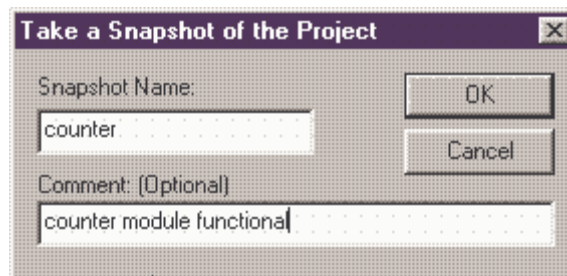 Take a Snapshot of the Project
Snapshot Name:
OK
counter
Cancel
Comment: (Optional)
counter module functional